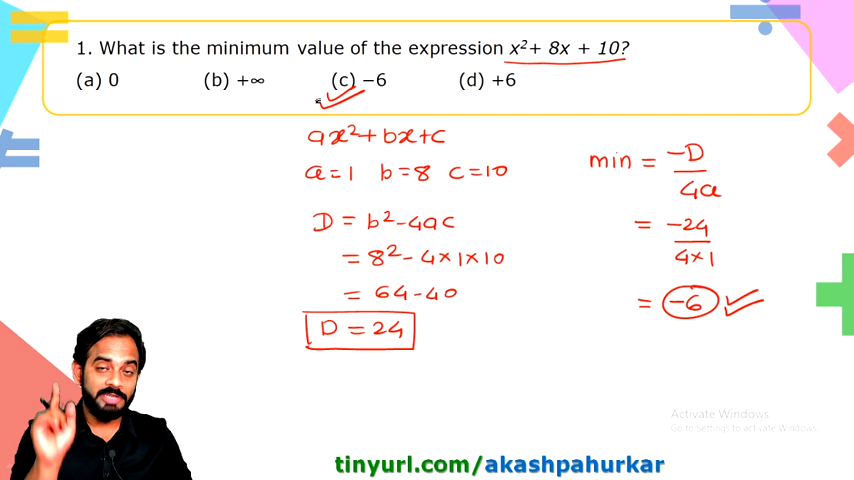 1. What is the minimum value of the expression x²+ 8x + 10?
(a) 0 (b) +∞ (c) −6 (d) +6
ax²+bx+c
a=1 b=8 c=10
D = b²-4ac
= 8² - 4×1×10
= 64-40
D = 24
min = -D/4a
= -24/4×1
= -6
Activate Windows
Go to Settings to activate Windows.
tinyurl.com/akashpahurkar